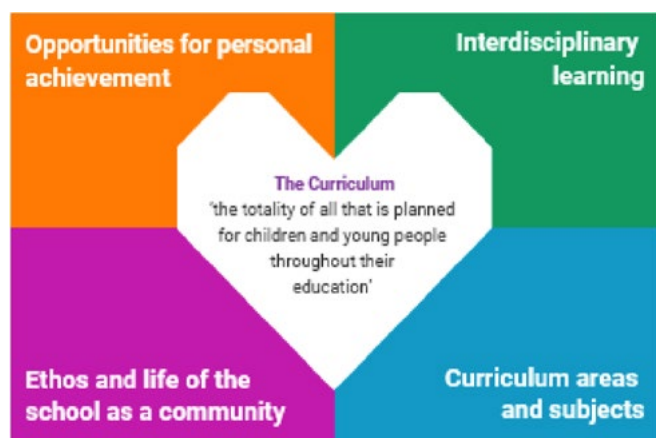 Opportunities for personal
achievement
Interdisciplinary
learning
The Curriculum
'the totality of all that is planned
for children and young people
throughout their
education'
Ethos and life of the
school as a community
Curriculum areas
and subjects